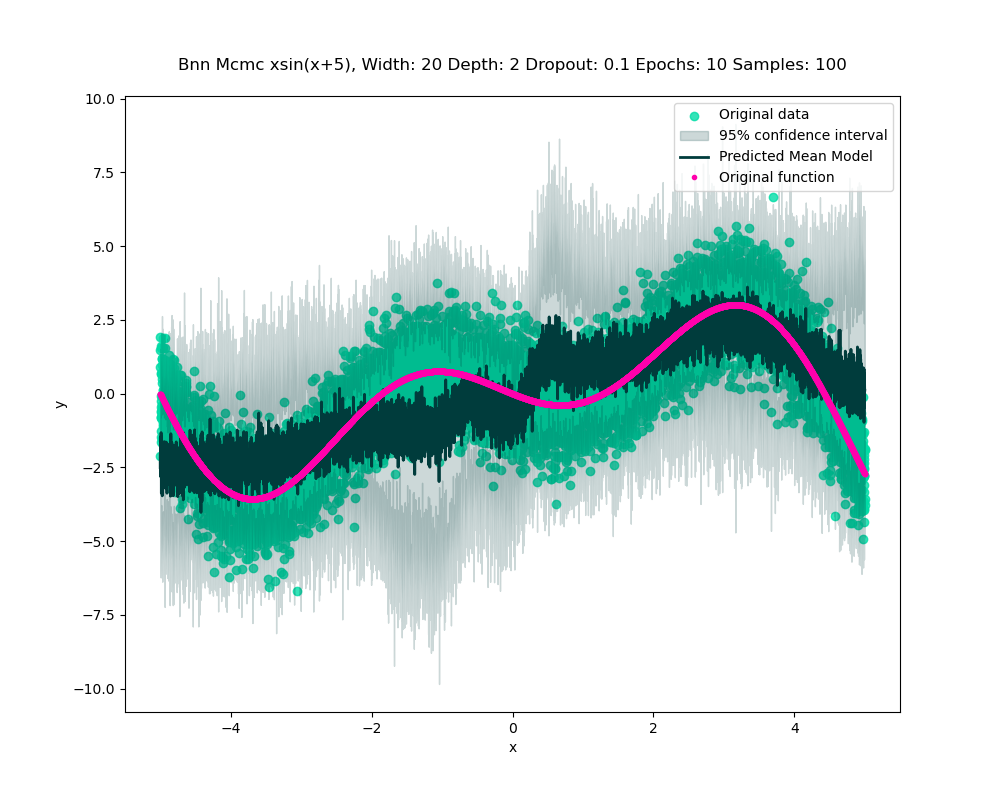 Bnn Mcmc xsin(x+5), Width: 20 Depth: 2 Dropout: 0.1 Epochs: 10 Samples: 100
Original data
95% confidence interval
Predicted Mean Model
Original function
10.0
7.5
5.0
2.5
0.0
−2.5
−5.0
−7.5
−10.0
y
−4
−2
0
2
4
x